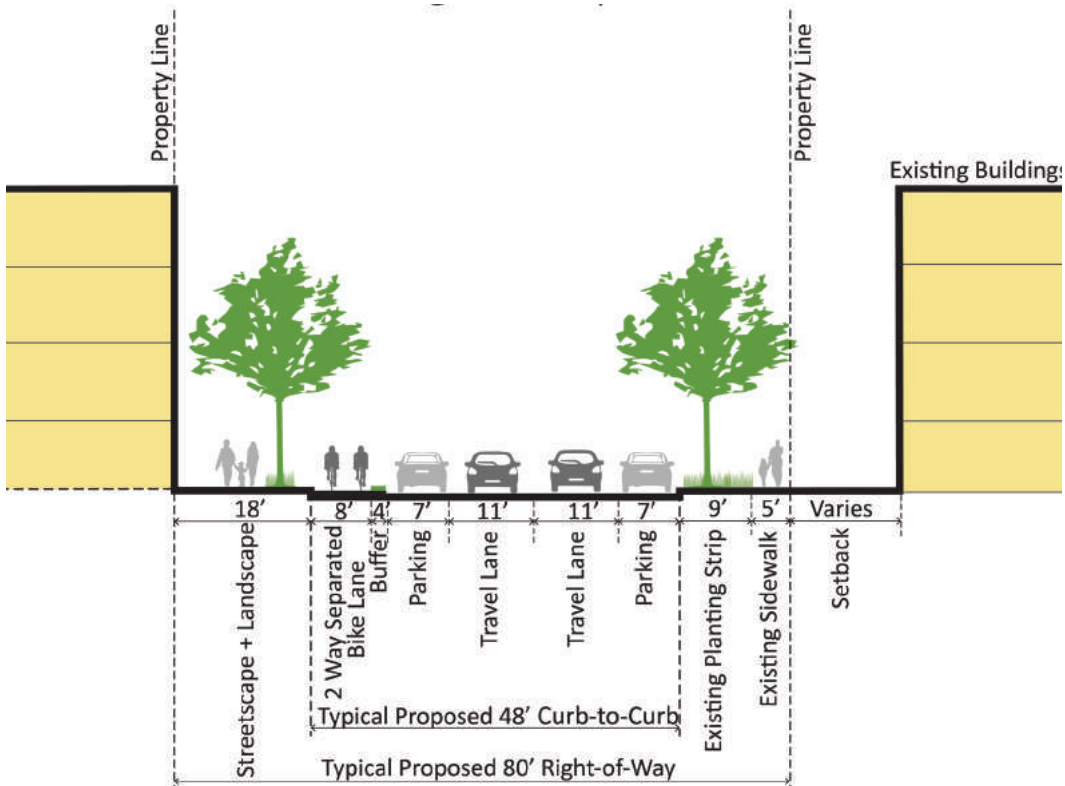 Property Line
Property Line
Existing Buildings
18’
8’
4’
7’
11’
11’
7’
9’
5’
Varies
Streetscape + Landscape
2 Way Separated
Bike Lane
Buffer
Parking
Travel Lane
Travel Lane
Parking
Existing Planting Strip
Existing Sidewalk
Setback
Typical Proposed 48’ Curb-to-Curb
Typical Proposed 80’ Right-of-Way